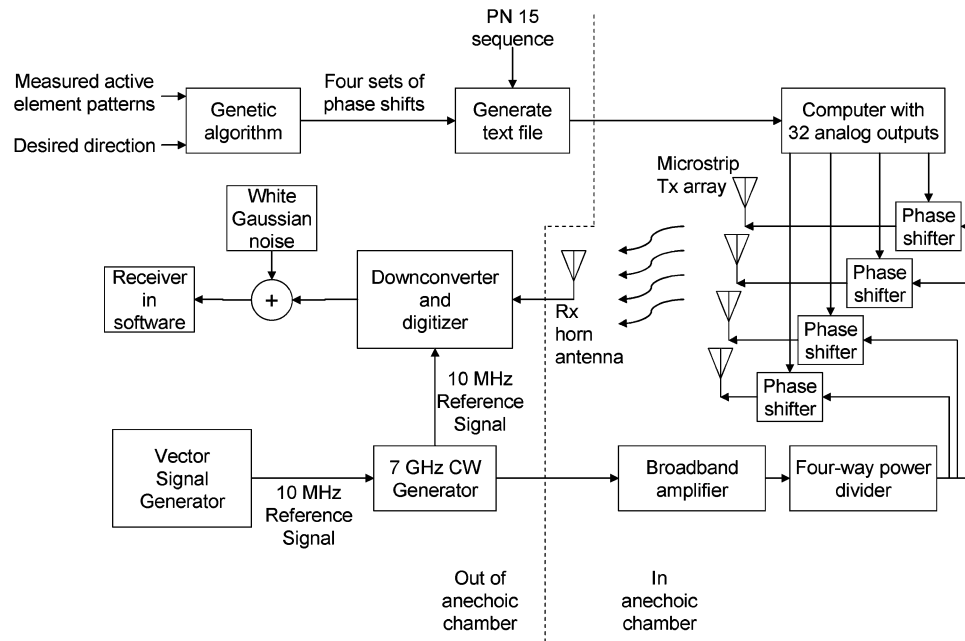 PN 15
sequence
Measured active
element patterns
Desired direction
Genetic
algorithm
Four sets of
phase shifts
Generate
text file
Computer with
32 analog outputs
Microstrip
Tx array
Phase
shifter
Phase
shifter
Phase
shifter
Phase
shifter
White
Gaussian
noise
Receiver
in
software
+
Downconverter
and
digitizer
Rx
horn
antenna
10 MHz
Reference
Signal
Vector
Signal
Generator
10 MHz
Reference
Signal
7 GHz CW
Generator
Broadband
amplifier
Four-way power
divider
Out of
anechoic
chamber
In
anechoic
chamber